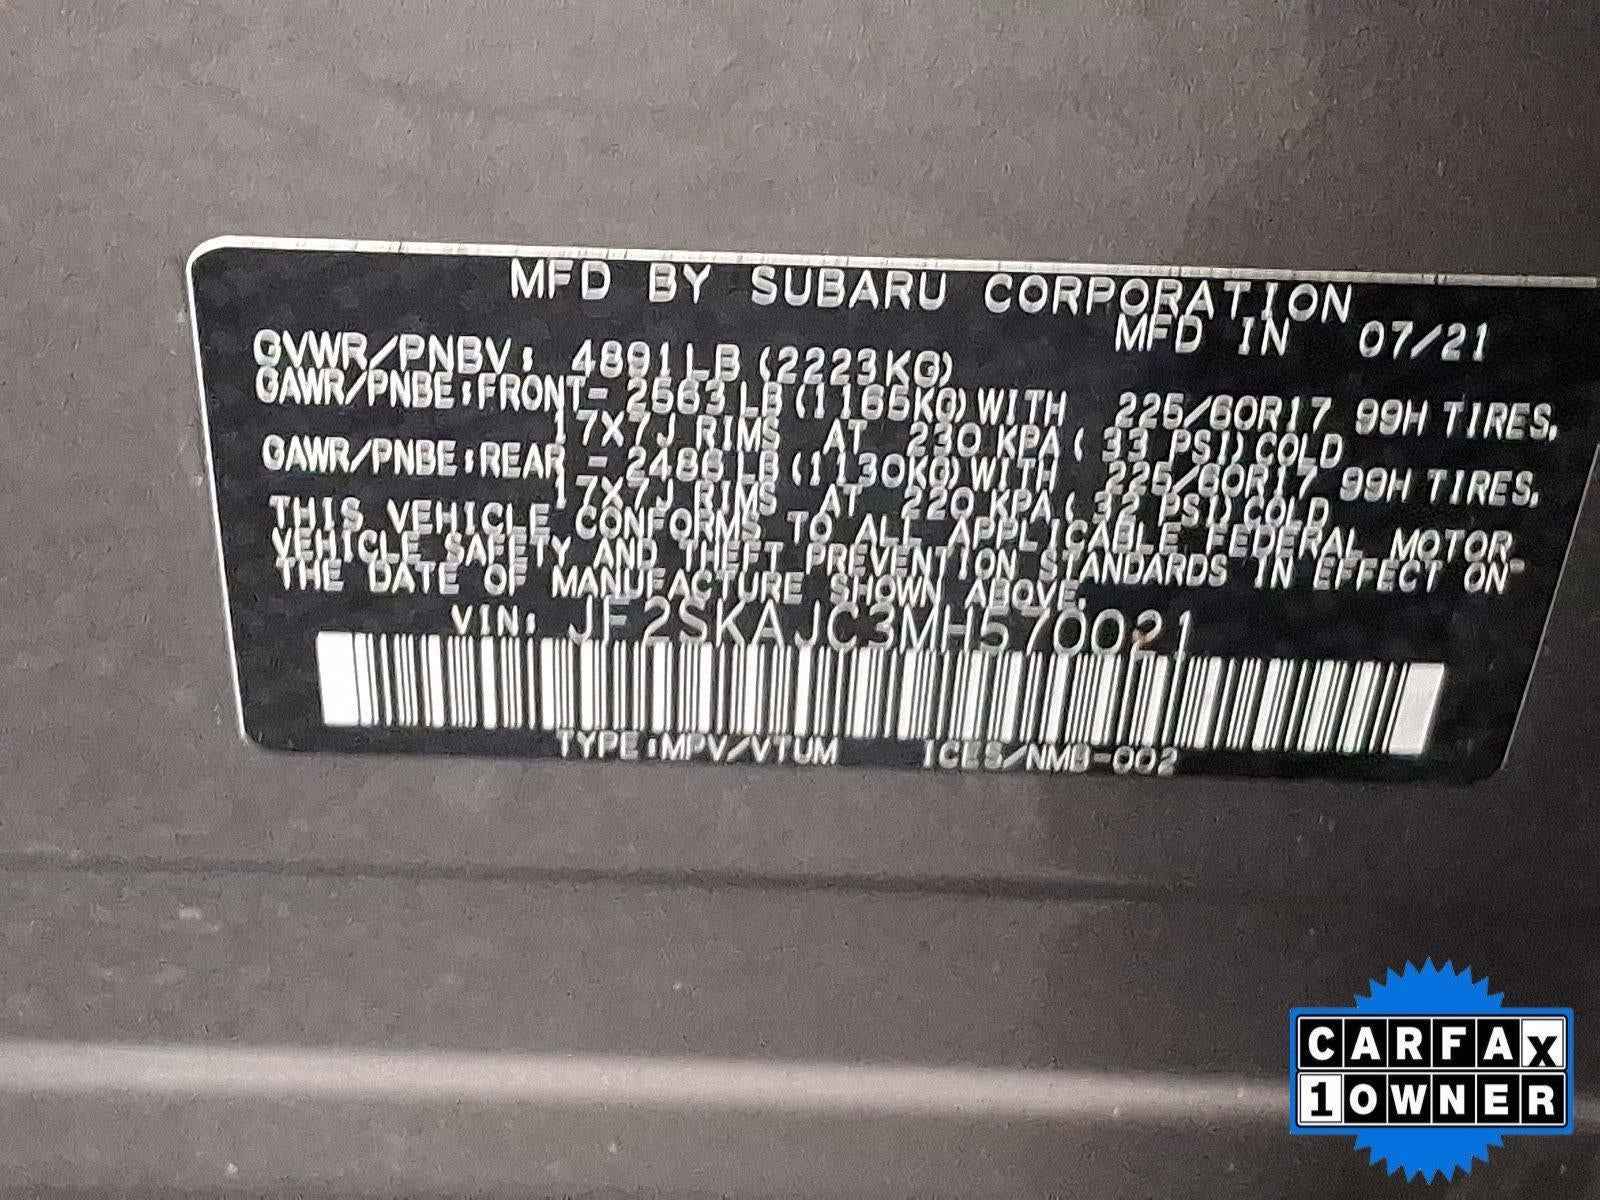 MFD BY SUBARU CORPORATION
MFD IN 07/21
GVWR/PNBV: 4891LB (2223KG)
GAWR/PNBE:FRONT- 2563LB(1165KG)WITH 225/60R17 99H TIRES,
17X7J RIMS AT 230 KPA( 33 PSI)COLD
GAWR/PNBE:REAR - 2486LB(1130KG)WITH 225/60R17 99H TIRES,
17X7J RIMS AT 220 KPA( 32 PSI)COLD
THIS VEHICLE CONFORMS TO ALL APPLICABLE FEDERAL MOTOR
VEHICLE SAFETY AND THEFT PREVENTION STANDARDS IN EFFECT ON
THE DATE OF MANUFACTURE SHOWN ABOVE.
VIN: JF2SKAJC3MH570021
TYPE:MPV/VTUM ICES/NMB-002
CARFAX
1OWNER